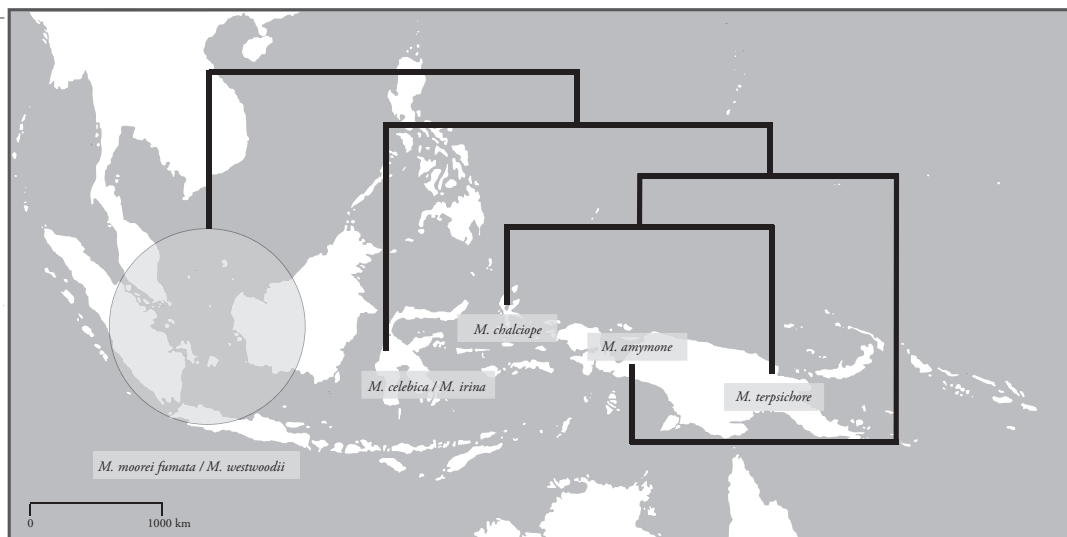 M. chalciope
M. amymone
M. celebica / M. irina
M. terpsichore
M. moorei fumata / M. westwoodii
0 1000 km